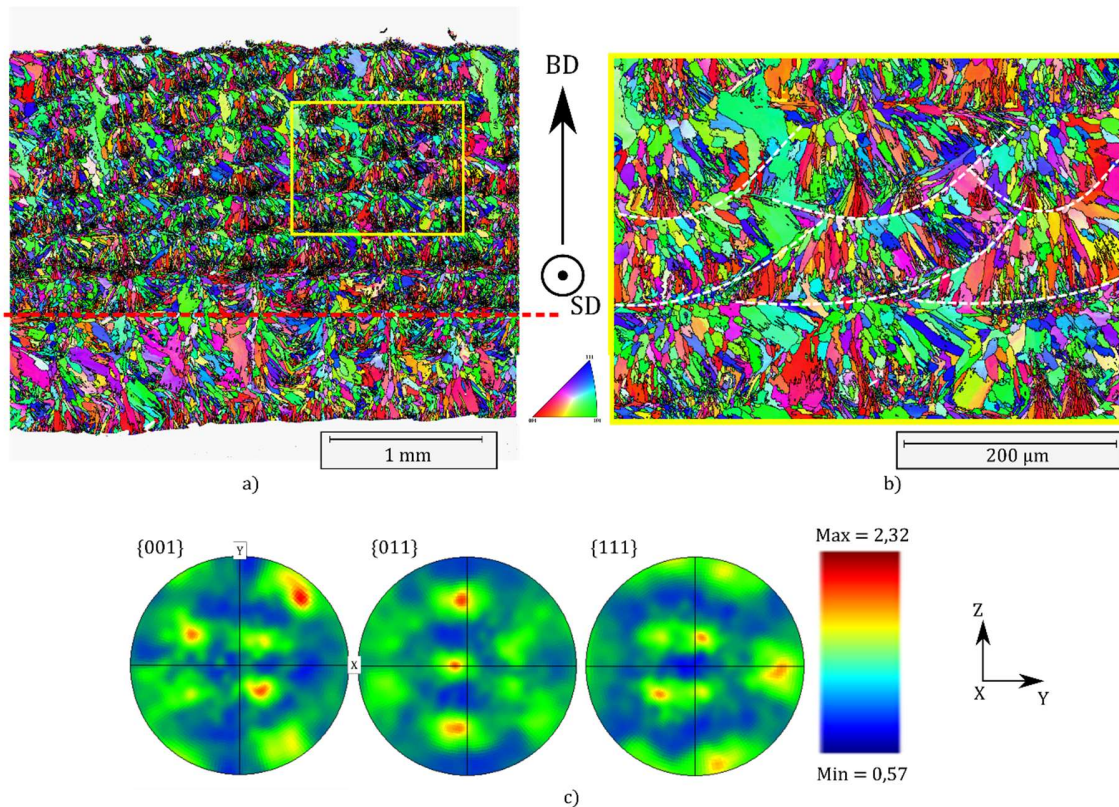 BD
SD
1 mm
200 µm
a)
b)
{001}
Y
{011}
{111}
X
Max = 2,32
Min = 0,57
Z
X
Y
c)